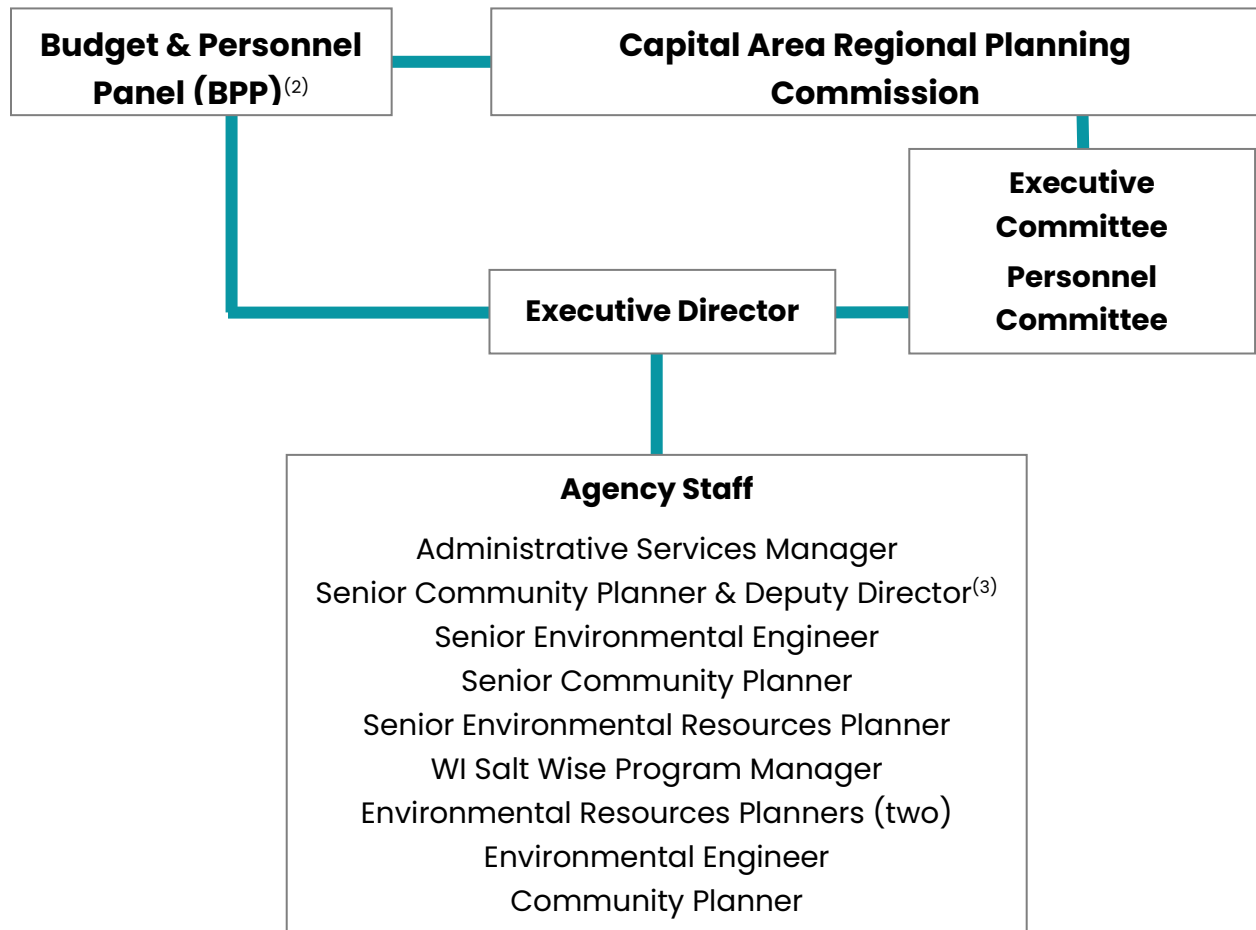 Budget & Personnel
Panel (BPP)(2)
Capital Area Regional Planning
Commission
Executive
Committee
Personnel
Committee
Executive Director
Agency Staff
Administrative Services Manager
Senior Community Planner & Deputy Director(3)
Senior Environmental Engineer
Senior Community Planner
Senior Environmental Resources Planner
WI Salt Wise Program Manager
Environmental Resources Planners (two)
Environmental Engineer
Community Planner